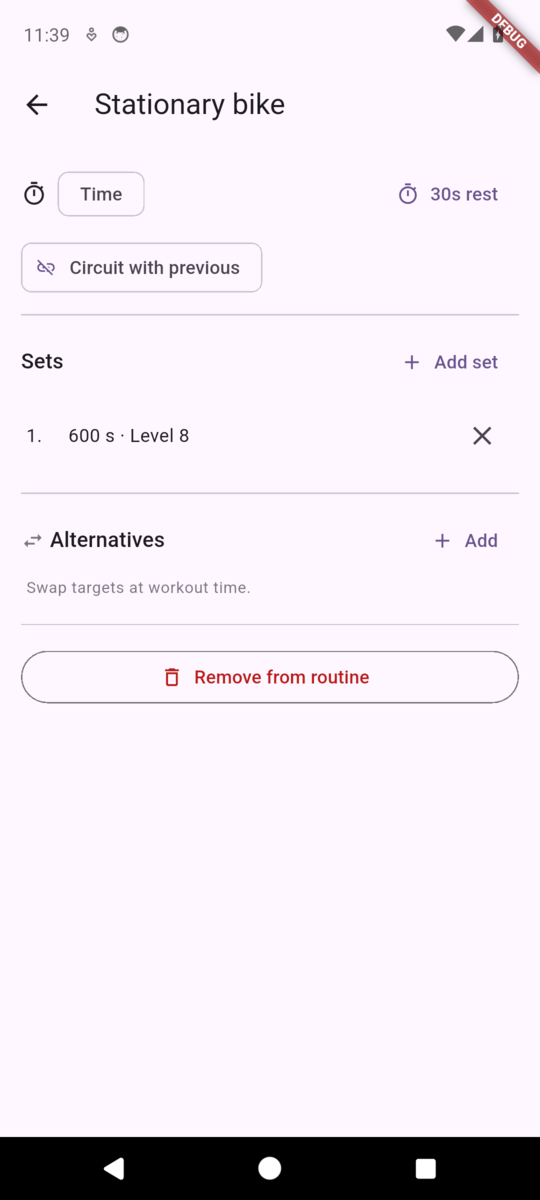 11:39
DEBUG
Stationary bike
Time
30s rest
Circuit with previous
Sets
Add set
1. 600 s · Level 8
Alternatives
Add
Swap targets at workout time.
Remove from routine